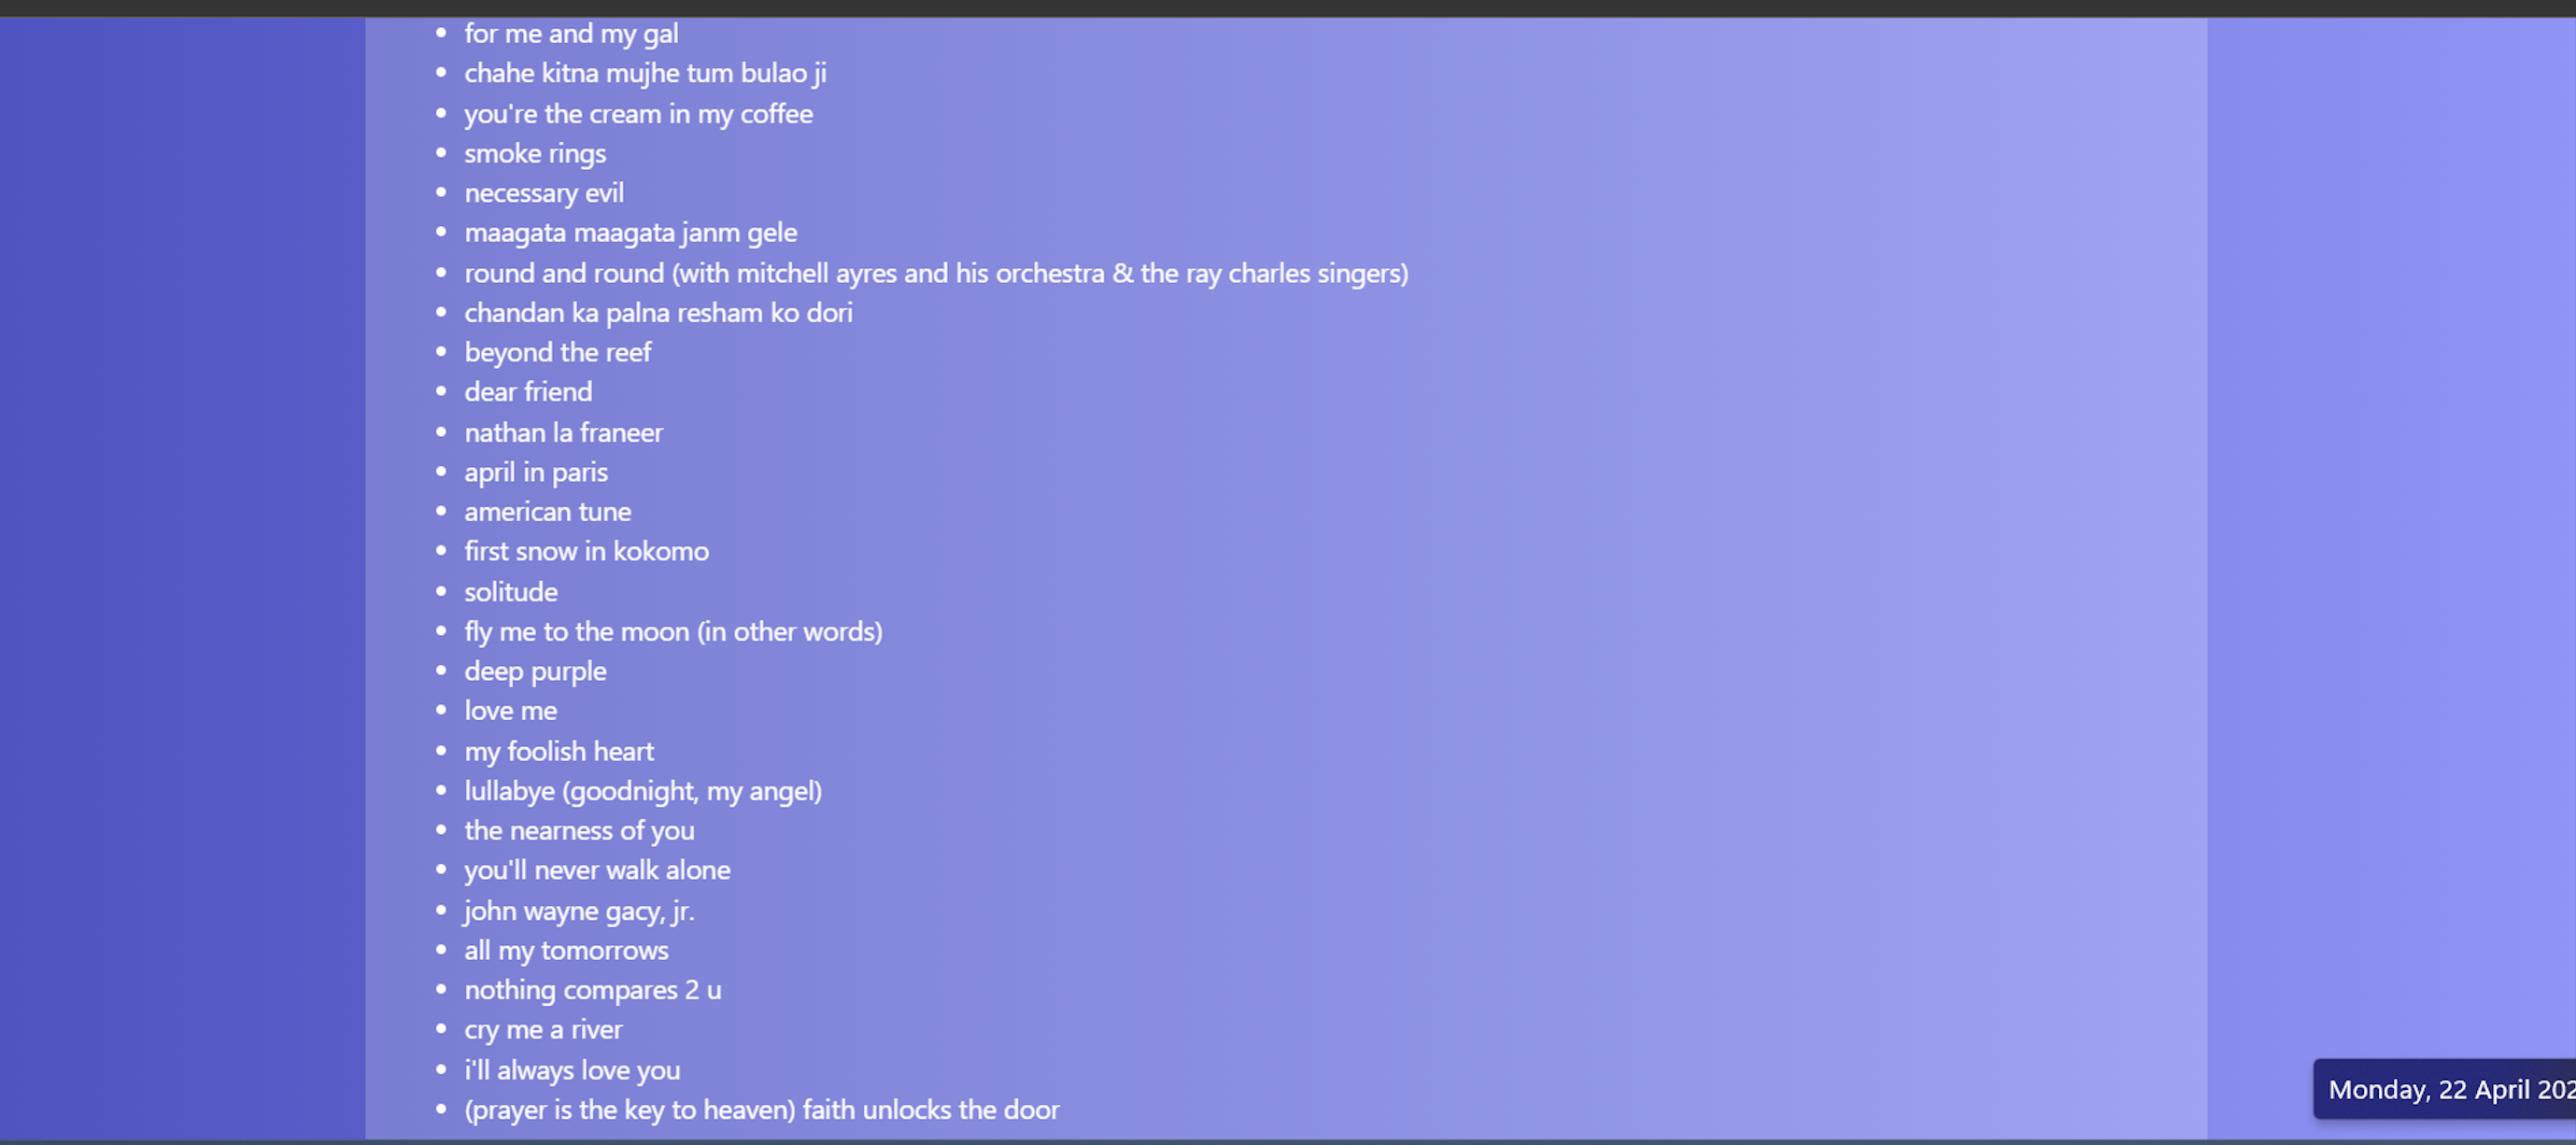 for me and my gal
chahe kitna mujhe tum bulao ji
you're the cream in my coffee
smoke rings
necessary evil
maagata maagata janm gele
round and round (with mitchell ayres and his orchestra & the ray charles singers)
chandan ka palna resham ko dori
beyond the reef
dear friend
nathan la franeer
april in paris
american tune
first snow in kokomo
solitude
fly me to the moon (in other words)
deep purple
love me
my foolish heart
lullabye (goodnight, my angel)
the nearness of you
you'll never walk alone
john wayne gacy, jr.
all my tomorrows
nothing compares 2 u
cry me a river
i'll always love you
(prayer is the key to heaven) faith unlocks the door
Monday, 22 April 202